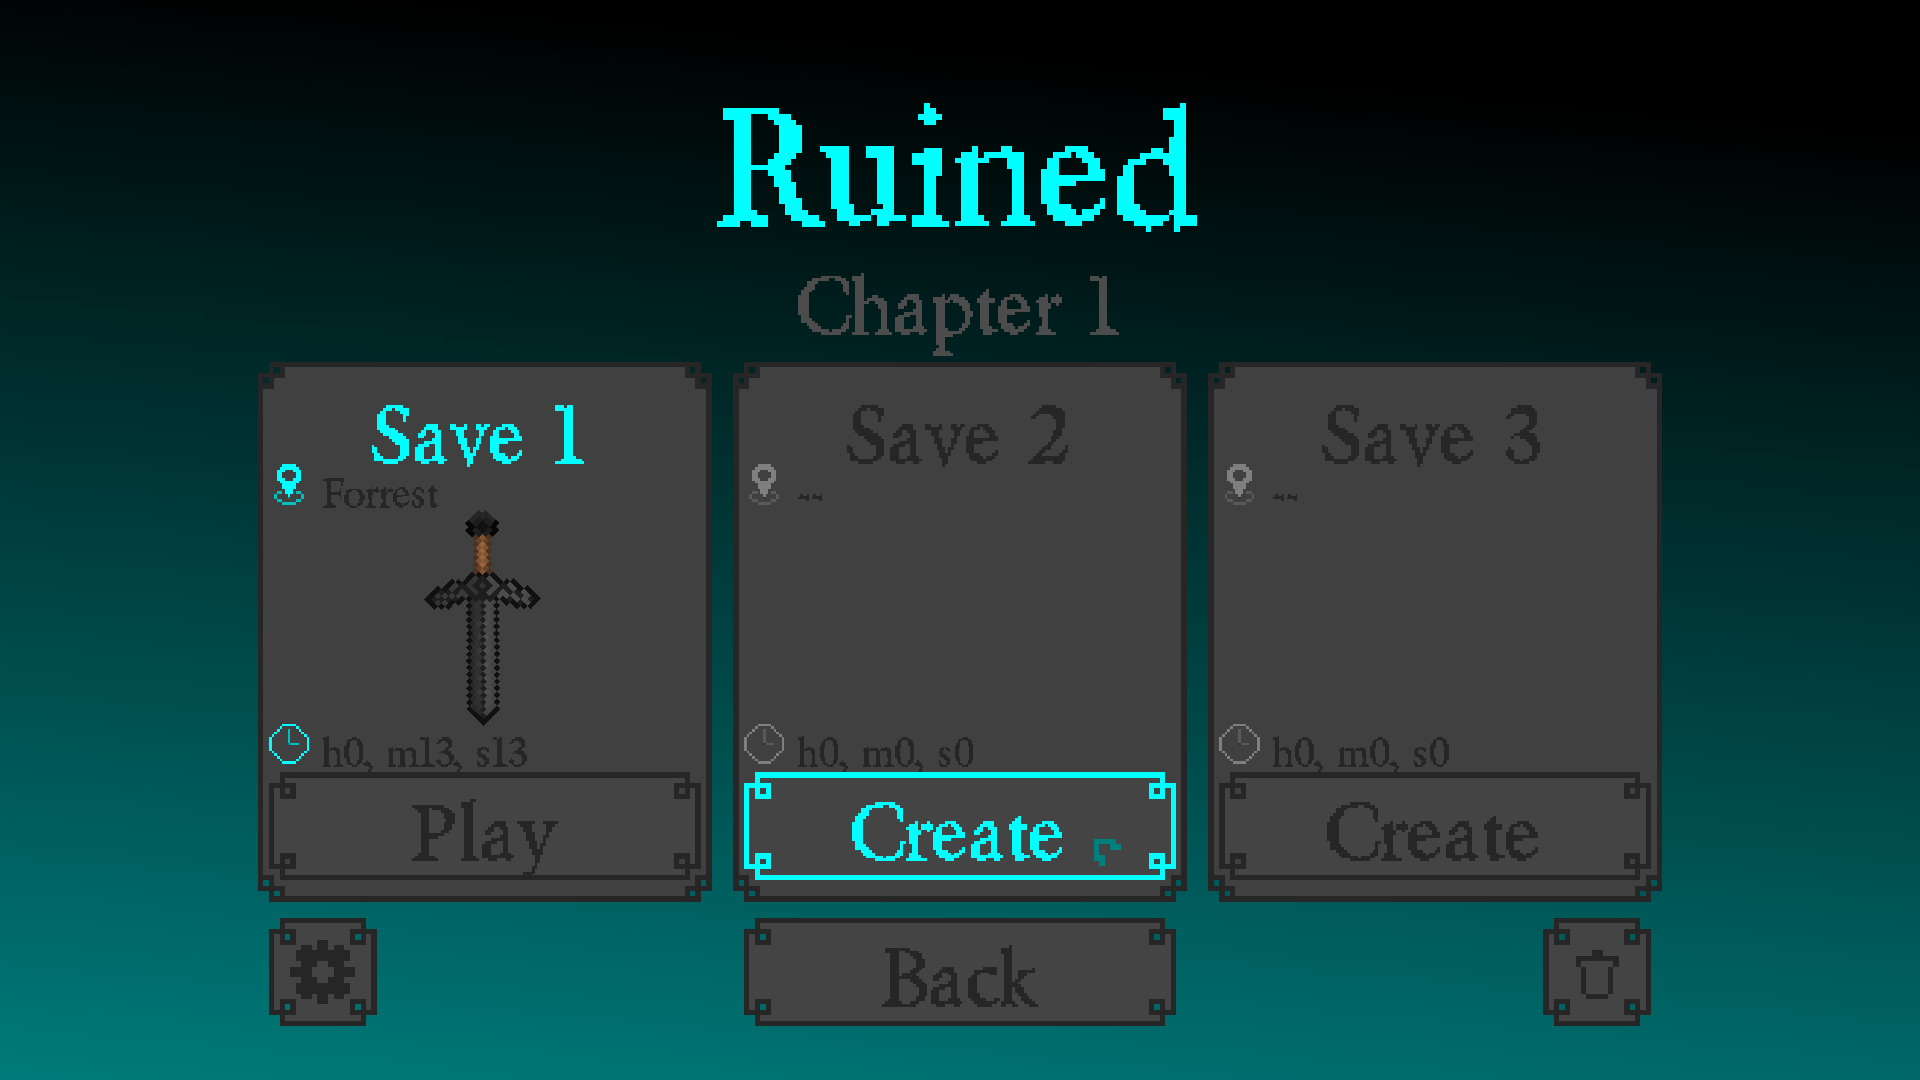 Ruined
Chapter 1
Save 1
Forrest
h0, m13, s13
Play
Save 2
--
h0, m0, s0
Create
Save 3
--
h0, m0, s0
Create
Back